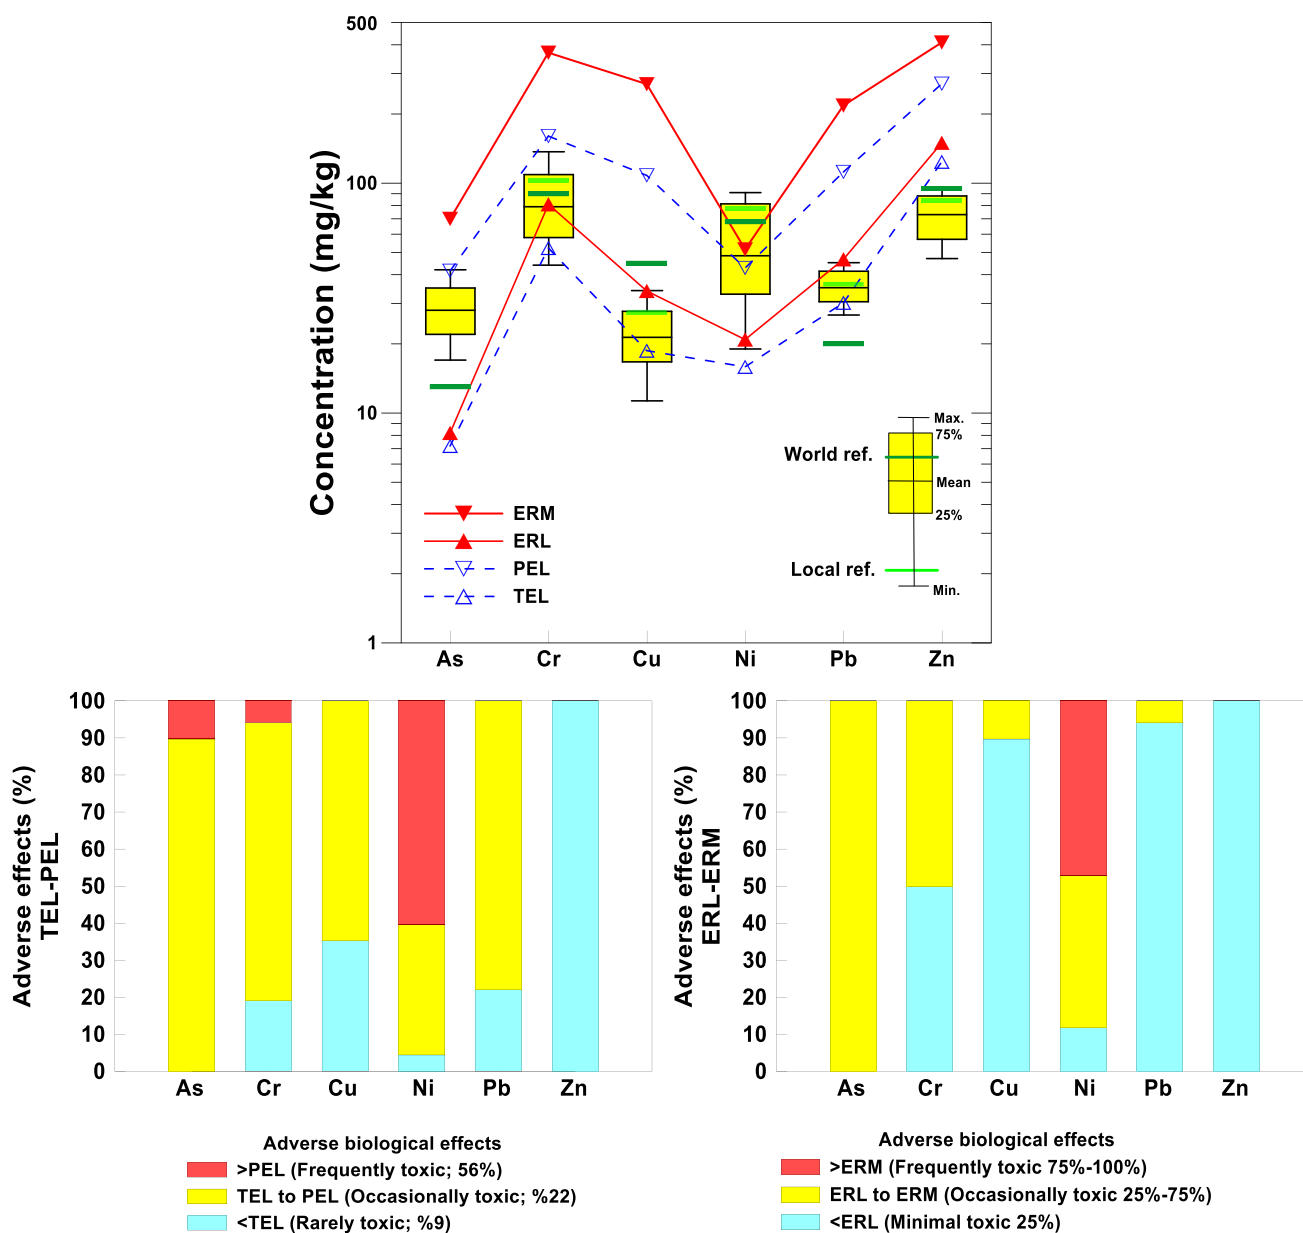 500
100
10
1
Concentration (mg/kg)
ERM
ERL
PEL
TEL
World ref.
Local ref.
Max.
75%
Mean
25%
Min.
As Cr Cu Ni Pb Zn
Adverse effects (%)
TEL-PEL
100
90
80
70
60
50
40
30
20
10
0
As Cr Cu Ni Pb Zn
Adverse biological effects
>PEL (Frequently toxic; 56%)
TEL to PEL (Occasionally toxic; %22)
<TEL (Rarely toxic; %9)
Adverse effects (%)
ERL-ERM
100
90
80
70
60
50
40
30
20
10
0
As Cr Cu Ni Pb Zn
Adverse biological effects
>ERM (Frequently toxic 75%-100%)
ERL to ERM (Occasionally toxic 25%-75%)
<ERL (Minimal toxic 25%)